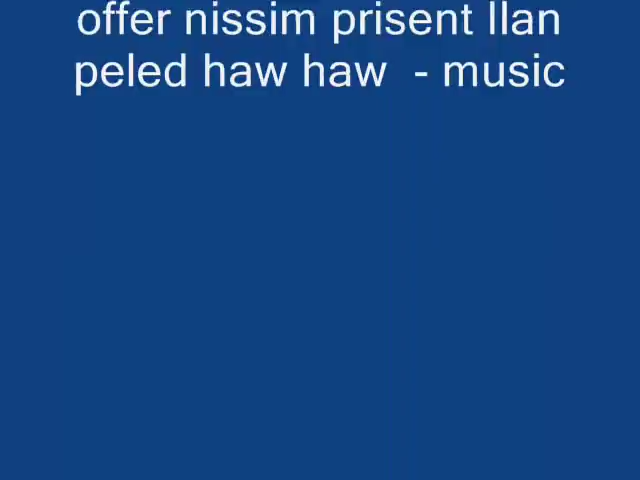 offer nissim prisent Ilan
peled haw haw  - music